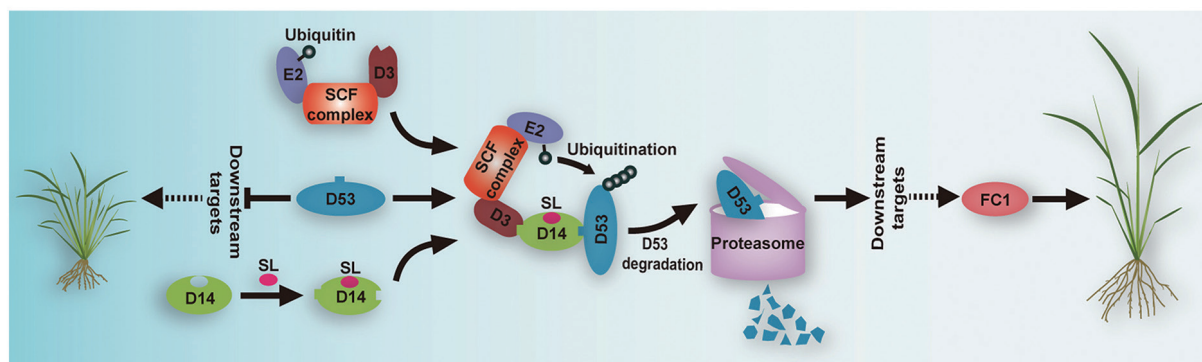 Ubiquitin
E2
D3
SCF
complex
Downstream
targets
D53
D14
SL
SL
D14
SCF
complex
E2
Ubiquitination
D3
SL
D14
D53
D53
degradation
D53
Proteasome
Downstream
targets
FC1